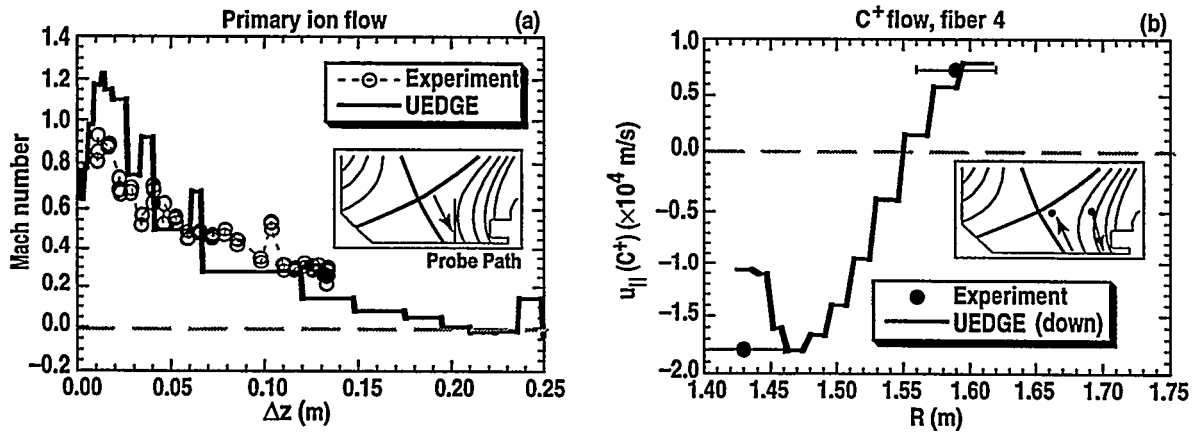 Primary ion flow (a)
1.4
1.2
1.0
0.8
0.6
0.4
0.2
0.0
−0.2
Mach number
Experiment
UEDGE
Probe Path
0.00 0.05 0.10 0.15 0.20 0.25
Δz (m)
C+ flow, fiber 4 (b)
1.0
0.5
0.0
−0.5
−1.0
−1.5
−2.0
u|| (C+) (×10⁴ m/s)
Experiment
UEDGE (down)
1.40 1.45 1.50 1.55 1.60 1.65 1.70 1.75
R (m)